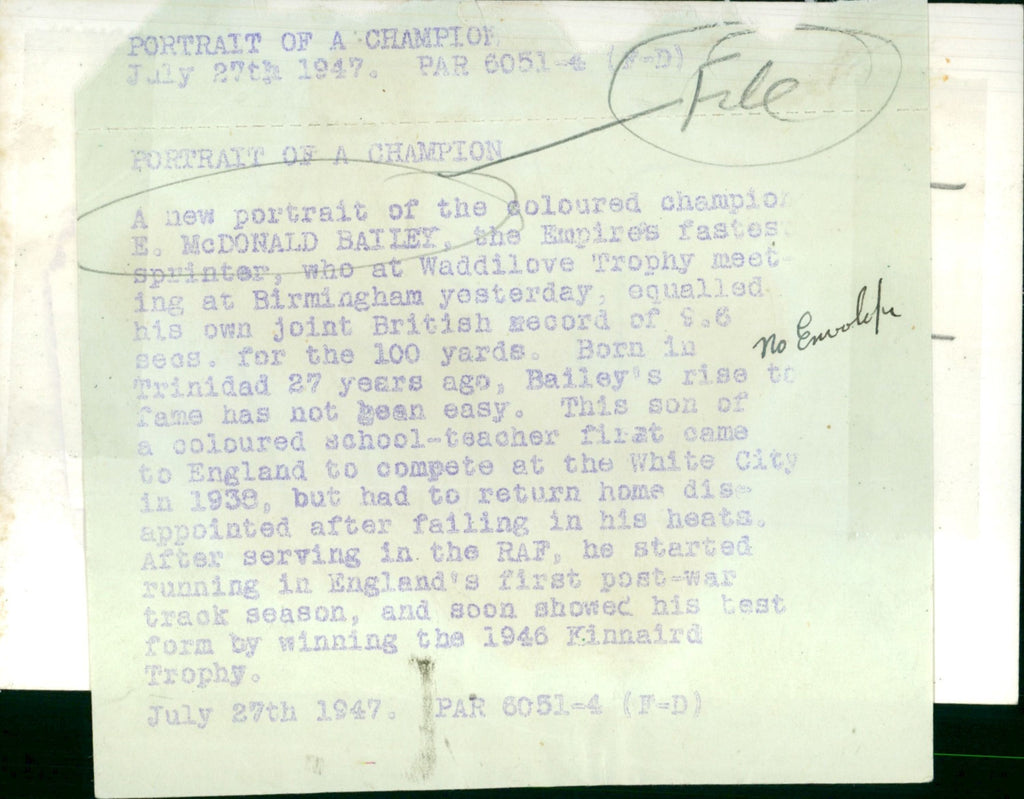 PORTRAIT OF A CHAMPION
July 27th 1947. PAR 6051-4 (F-D)
File
PORTRAIT OF A CHAMPION
A new portrait of the coloured champion
E. McDONALD BAILEY, the Empire's fastes
sprinter, who at Waddilove Trophy meet-
ing at Birmingham yesterday, equalled
his own joint British record of 9.6
secs. for the 100 yards. Born in
Trinidad 27 years ago, Bailey's rise to
fame has not been easy. This son of
a coloured school-teacher first came
to England to compete at the White City
in 1938, but had to return home dis-
appointed after failing in his heats.
After serving in the RAF, he started
running in England's first post-war
track season, and soon showed his best
form by winning the 1946 Kinnaird
Trophy.
July 27th 1947. PAR 6051-4 (F-D)
no Envelope